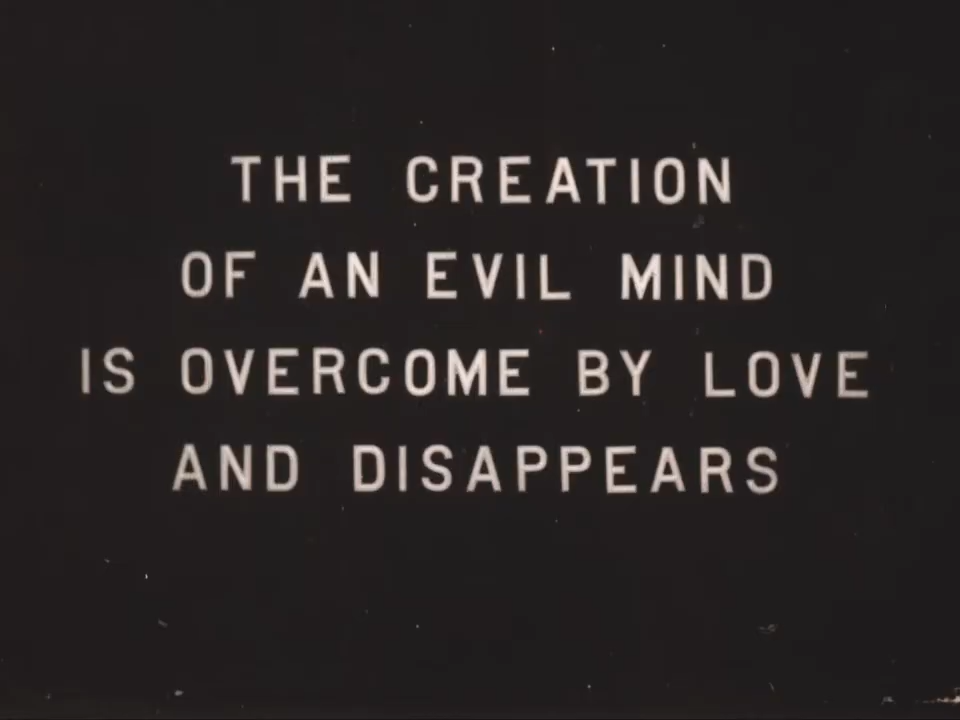 THE CREATION
OF AN EVIL MIND
IS OVERCOME BY LOVE
AND DISAPPEARS